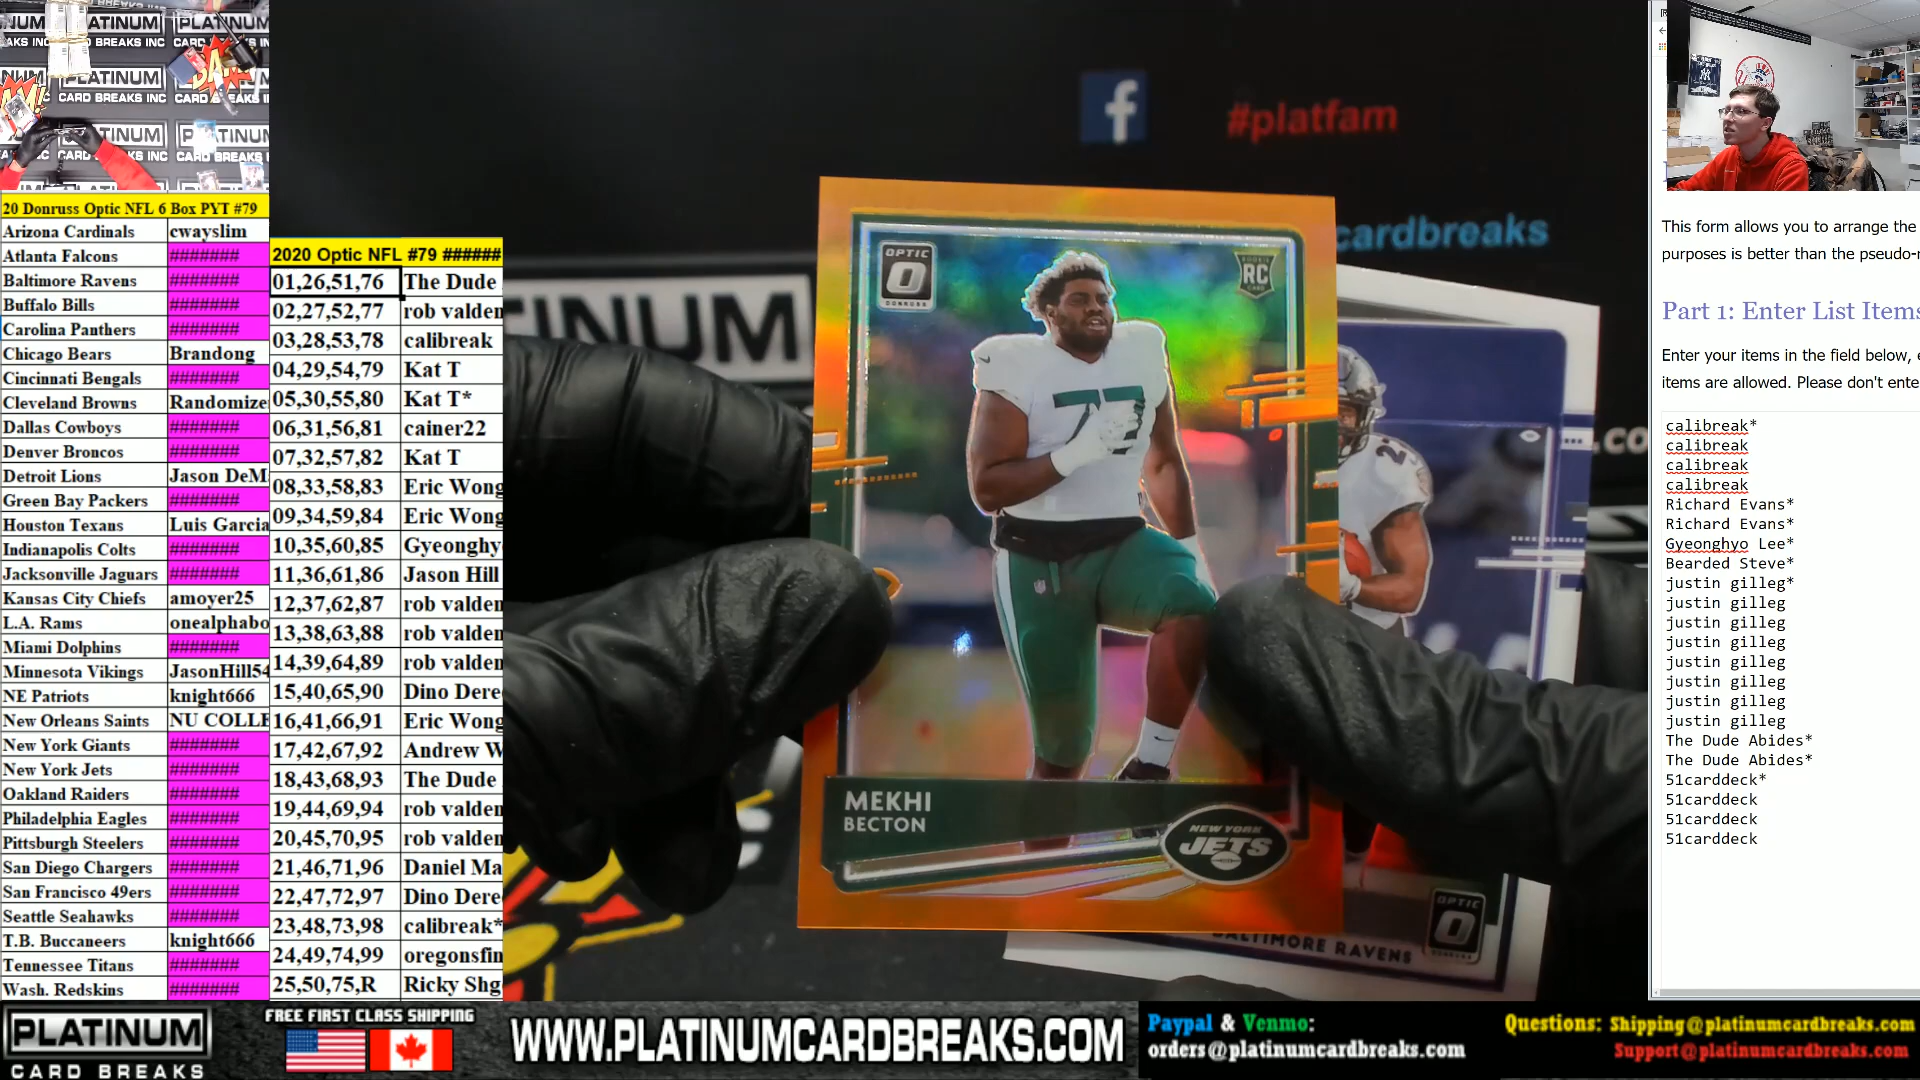 PLATINUM
CARD BREAKS INC
PLATINUM
CARD BREAKS INC
20 Donruss Optic NFL 6 Box PYT #79
Arizona Cardinals cwayslim
Atlanta Falcons #######
Baltimore Ravens #######
Buffalo Bills #######
Carolina Panthers #######
Chicago Bears Brandong
Cincinnati Bengals #######
Cleveland Browns Randomize
Dallas Cowboys #######
Denver Broncos #######
Detroit Lions Jason DeM
Green Bay Packers #######
Houston Texans Luis Garcia
Indianapolis Colts #######
Jacksonville Jaguars #######
Kansas City Chiefs amoyer25
L.A. Rams onealphabo
Miami Dolphins #######
Minnesota Vikings JasonHill54
NE Patriots knight666
New Orleans Saints NU COLLE
New York Giants #######
New York Jets #######
Oakland Raiders #######
Philadelphia Eagles #######
Pittsburgh Steelers #######
San Diego Chargers #######
San Francisco 49ers #######
Seattle Seahawks #######
T.B. Buccaneers knight666
Tennessee Titans #######
Wash. Redskins #######
2020 Optic NFL #79 ######
01,26,51,76 The Dude
02,27,52,77 rob valden
03,28,53,78 calibreak
04,29,54,79 Kat T
05,30,55,80 Kat T*
06,31,56,81 cainer22
07,32,57,82 Kat T
08,33,58,83 Eric Wong
09,34,59,84 Eric Wong
10,35,60,85 Gyeonghy
11,36,61,86 Jason Hill
12,37,62,87 rob valden
13,38,63,88 rob valden
14,39,64,89 rob valden
15,40,65,90 Dino Dere
16,41,66,91 Eric Wong
17,42,67,92 Andrew W
18,43,68,93 The Dude
19,44,69,94 rob valden
20,45,70,95 rob valden
21,46,71,96 Daniel Ma
22,47,72,97 Dino Dere
23,48,73,98 calibreak*
24,49,74,99 oregonsfin
25,50,75,R Ricky Shg
f #platfam
cardbreaks
.co
OPTIC
DONRUSS
ROOKIE
RC
MEKHI
BECTON
NEW YORK
JETS
BALTIMORE RAVENS
OPTIC
DONRUSS
This form allows you to arrange the
purposes is better than the pseudo-
Part 1: Enter List Items
Enter your items in the field below,
items are allowed. Please don't ente
calibreak*
calibreak
calibreak
calibreak
Richard Evans*
Richard Evans*
Gyeonghyo Lee*
Bearded Steve*
justin gilleg*
justin gilleg
justin gilleg
justin gilleg
justin gilleg
justin gilleg
justin gilleg
justin gilleg
The Dude Abides*
The Dude Abides*
51carddeck*
51carddeck
51carddeck
51carddeck
PLATINUM
CARD BREAKS
FREE FIRST CLASS SHIPPING
WWW.PLATINUMCARDBREAKS.COM
Paypal & Venmo:
orders@platinumcardbreaks.com
Questions: Shipping@platinumcardbreaks.com
Support@platinumcardbreaks.com